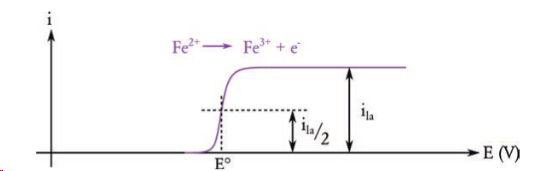 i
Fe²⁺ → Fe³⁺ + e⁻
iₗₐ
iₗₐ/2
E (V)
E°